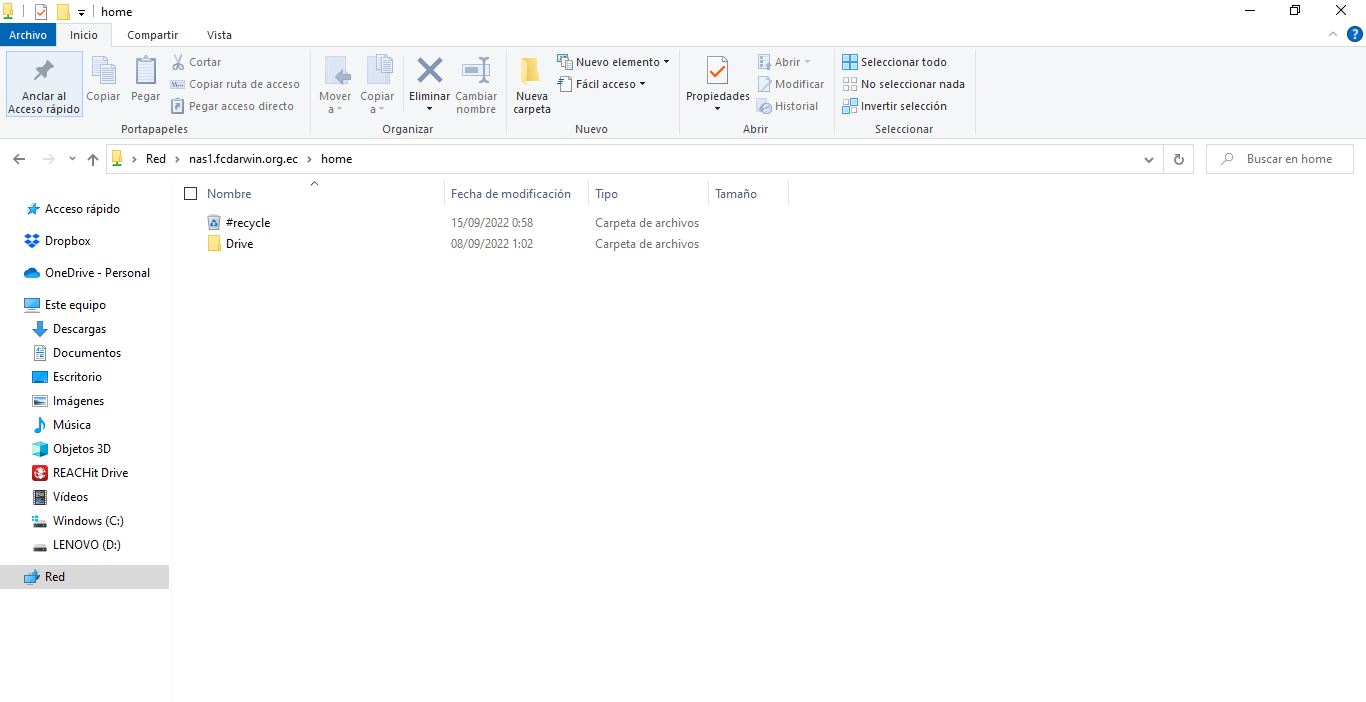 home
Archivo Inicio Compartir Vista
Anclar al Acceso rápido
Copiar
Pegar
Cortar
Copiar ruta de acceso
Pegar acceso directo
Portapapeles
Mover a
Copiar a
Eliminar
Cambiar nombre
Organizar
Nueva carpeta
Nuevo elemento
Fácil acceso
Nuevo
Propiedades
Abrir
Modificar
Historial
Abrir
Seleccionar todo
No seleccionar nada
Invertir selección
Seleccionar
Red > nas1.fcdarwin.org.ec > home
Buscar en home
Acceso rápido
Dropbox
OneDrive - Personal
Este equipo
Descargas
Documentos
Escritorio
Imágenes
Música
Objetos 3D
REACHit Drive
Vídeos
Windows (C:)
LENOVO (D:)
Red
Nombre Fecha de modificación Tipo Tamaño
#recycle 15/09/2022 0:58 Carpeta de archivos
Drive 08/09/2022 1:02 Carpeta de archivos